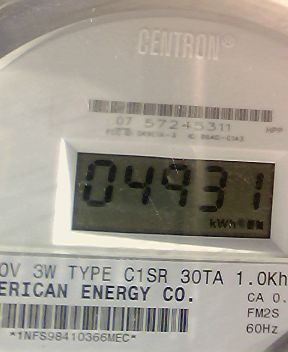 CENTRON®
07 57245311
HPP
04931
kWh
0V 3W TYPE C1SR 30TA 1.0Kh
ERICAN ENERGY CO.
CA 0.
FM2S
*1NFS98410366MEC*
60Hz